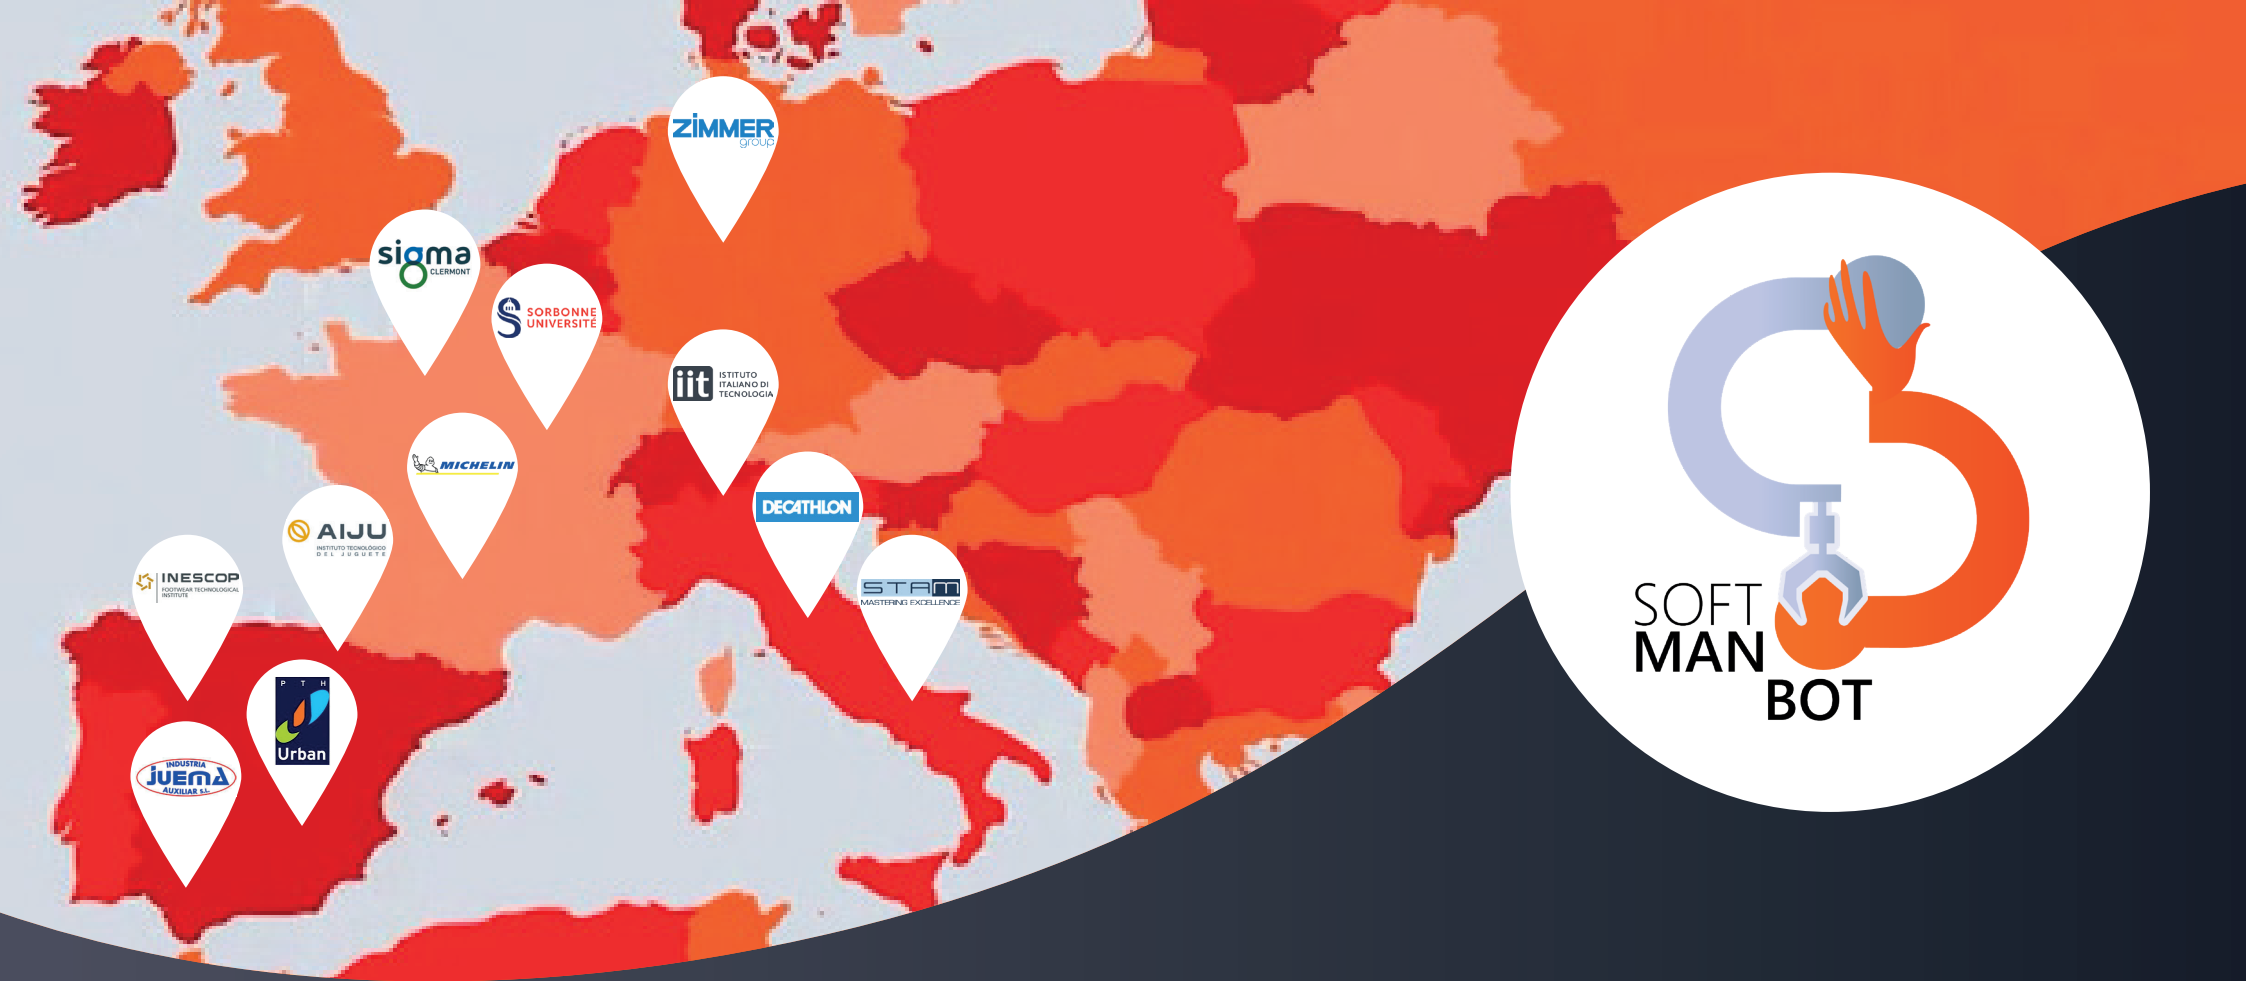 ZIMMER
group
sigma
CLERMONT
SORBONNE
UNIVERSITÉ
iit
ISTITUTO
ITALIANO DI
TECNOLOGIA
MICHELIN
DECATHLON
AIJU
INSTITUTO TECNOLÓGICO
DEL JUGUETE
INESCOP
FOOTWEAR TECHNOLOGICAL
INSTITUTE
STAM
MASTERING EXCELLENCE
PTH
Urban
INDUSTRIA
JUEMA
AUXILIAR S.L.
SOFT
MAN
BOT